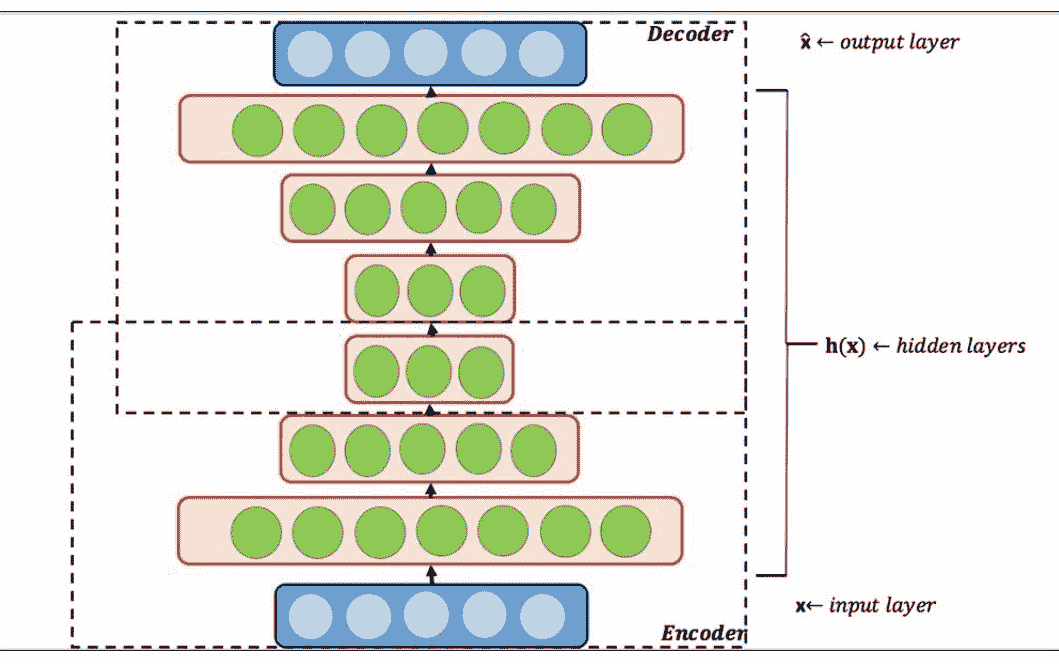 Decoder
x̂ ← output layer
h(x) ← hidden layers
x← input layer
Encoder